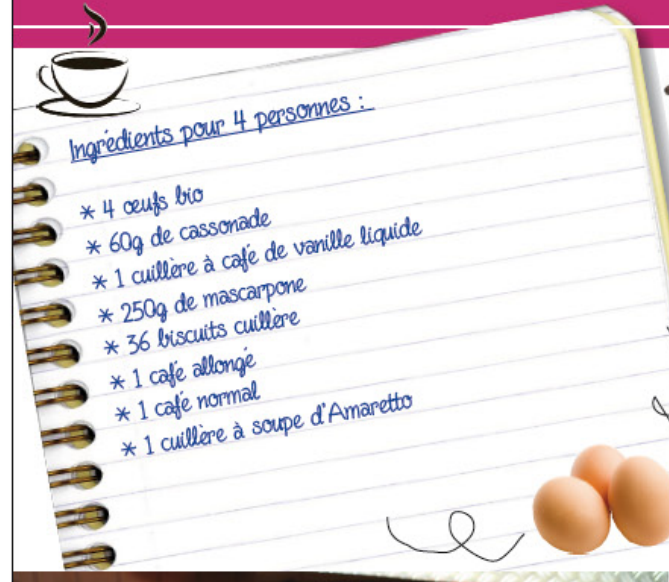 Ingrédients pour 4 personnes :
* 4 œufs bio
* 60g de cassonade
* 1 cuillère à café de vanille liquide
* 250g de mascarpone
* 36 biscuits cuillère
* 1 café allongé
* 1 café normal
* 1 cuillère à soupe d'Amaretto